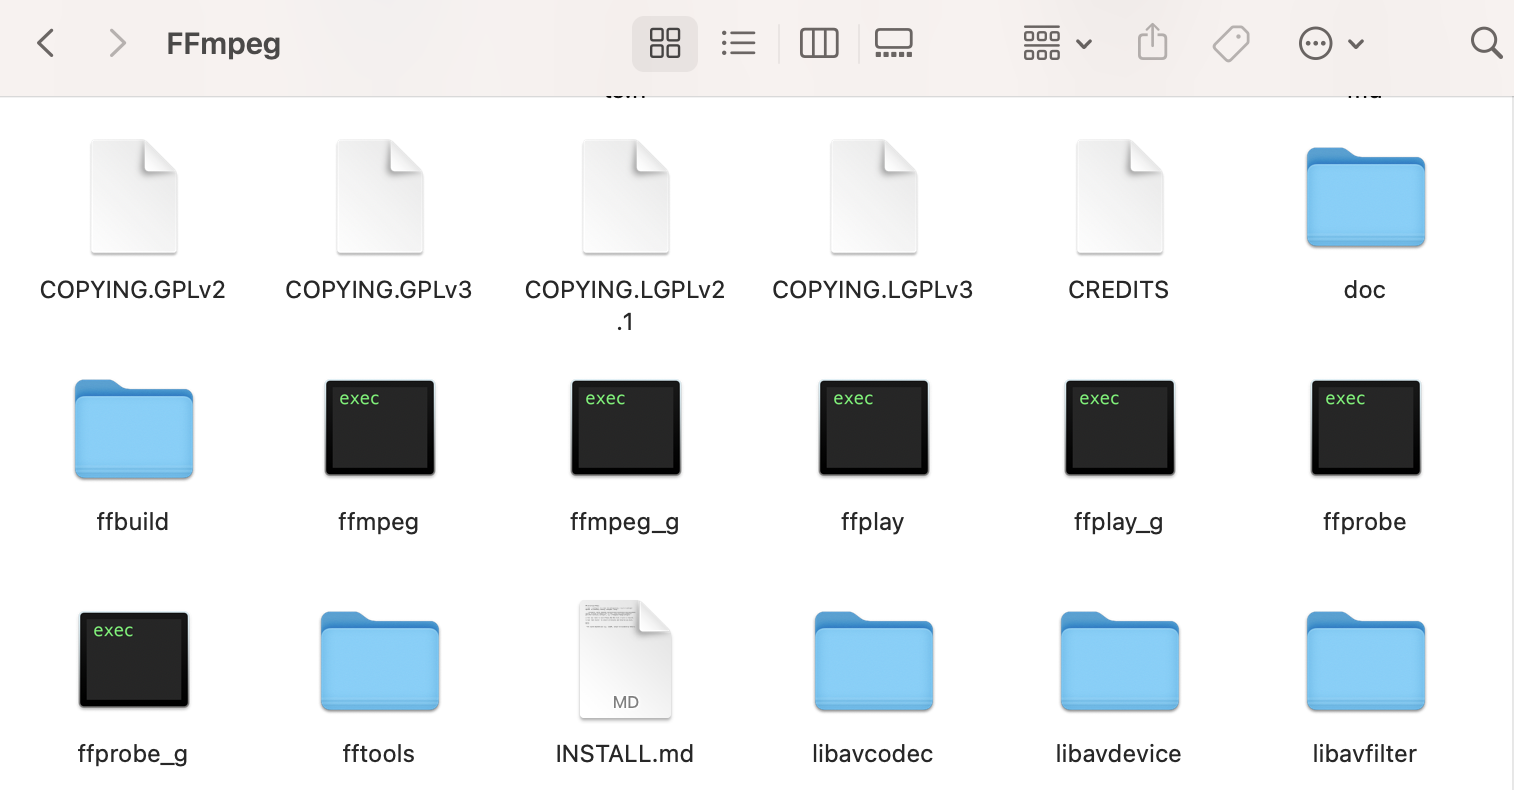 FFmpeg
COPYING.GPLv2
COPYING.GPLv3
COPYING.LGPLv2
.1
COPYING.LGPLv3
CREDITS
doc
exec
exec
exec
exec
exec
ffbuild
ffmpeg
ffmpeg_g
ffplay
ffplay_g
ffprobe
exec
MD
ffprobe_g
fftools
INSTALL.md
libavcodec
libavdevice
libavfilter